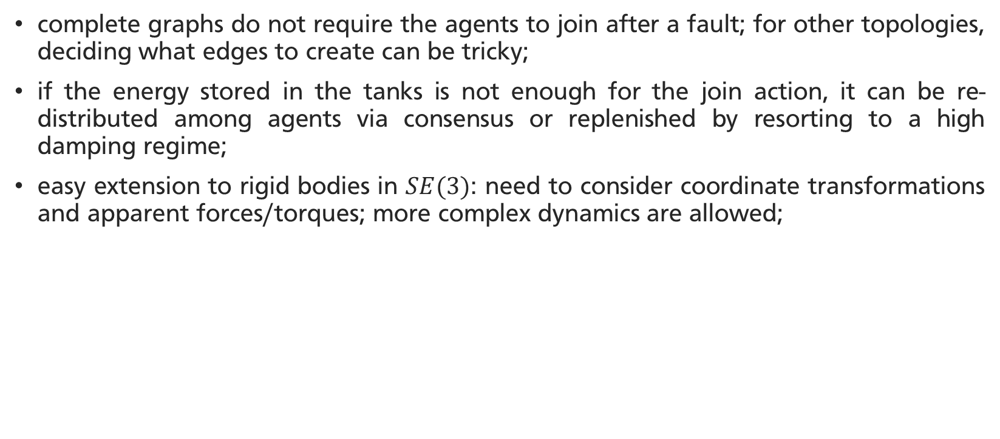 • complete graphs do not require the agents to join after a fault; for other topologies,
deciding what edges to create can be tricky;
• if the energy stored in the tanks is not enough for the join action, it can be re-
distributed among agents via consensus or replenished by resorting to a high
damping regime;
• easy extension to rigid bodies in 𝑆𝐸(3): need to consider coordinate transformations
and apparent forces/torques; more complex dynamics are allowed;